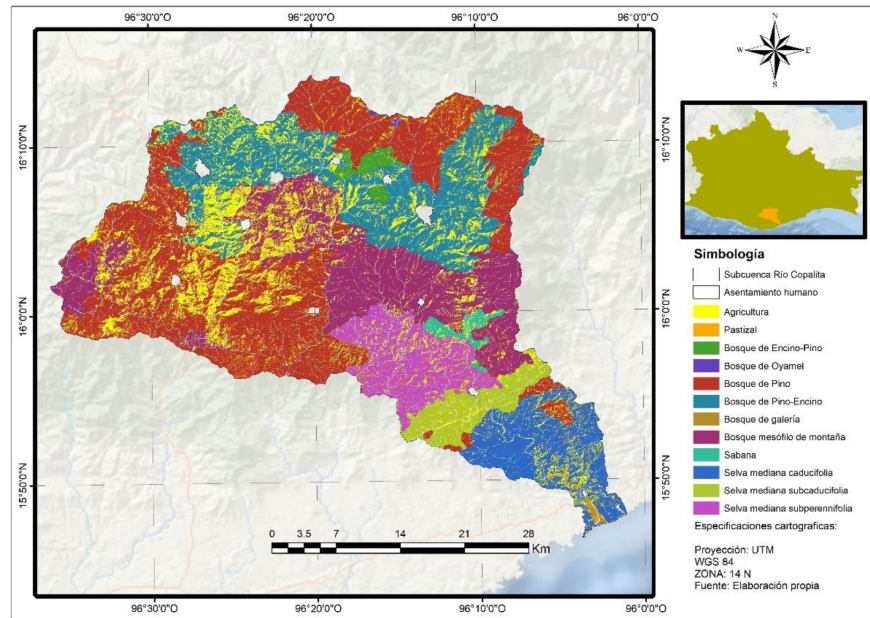 96°30'0"O 96°20'0"O 96°10'0"O 96°0'0"O
N
W E
S
16°10'0"N 16°10'0"N
16°0'0"N 16°0'0"N
15°50'0"N 15°50'0"N
Simbología
Subcuenca Río Copalita
Asentamiento humano
Agricultura
Pastizal
Bosque de Encino-Pino
Bosque de Oyamel
Bosque de Pino
Bosque de Pino-Encino
Bosque de galería
Bosque mesófilo de montaña
Sabana
Selva mediana caducifolia
Selva mediana subcaducifolia
Selva mediana subperennifolia
Especificaciones cartograficas:
Proyección: UTM
WGS 84
ZONA: 14 N
Fuente: Elaboración propia
0 3.5 7 14 21 28
Km
96°30'0"O 96°20'0"O 96°10'0"O 96°0'0"O